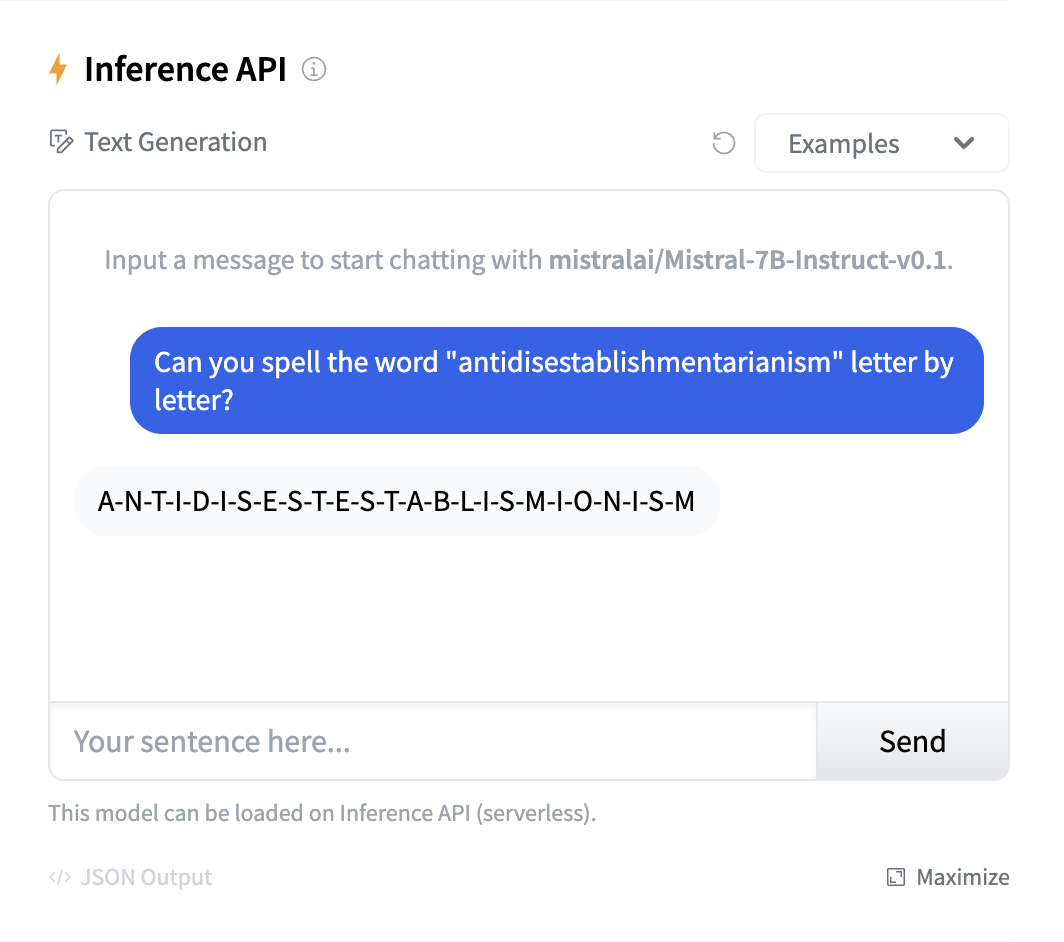 Inference API
Text Generation
Examples
Input a message to start chatting with mistralai/Mistral-7B-Instruct-v0.1.
Can you spell the word "antidisestablishmentarianism" letter by
letter?
A-N-T-I-D-I-S-E-S-T-E-S-T-A-B-L-I-S-M-I-O-N-I-S-M
Your sentence here...
Send
This model can be loaded on Inference API (serverless).
</> JSON Output
Maximize